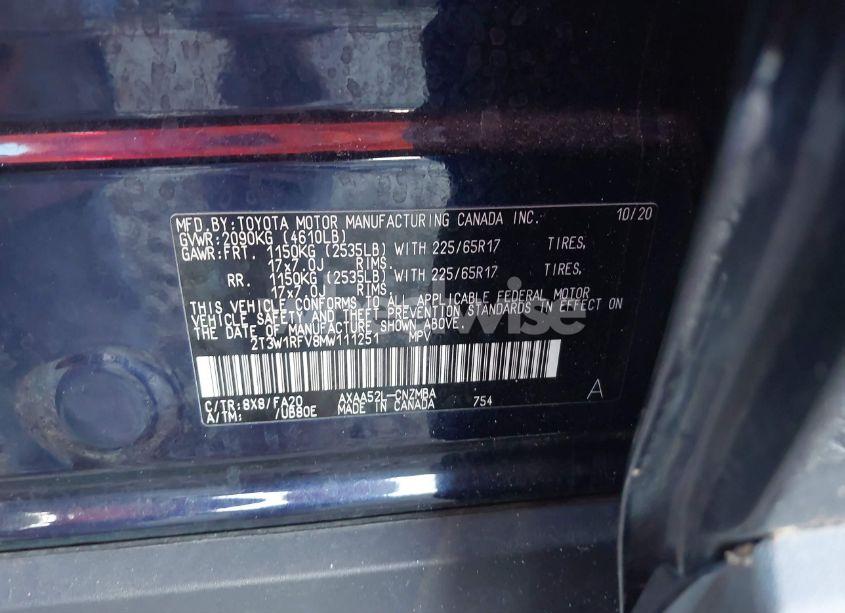 MFD.BY:TOYOTA MOTOR MANUFACTURING CANADA INC. 10/20
GVWR:2090KG (4610LB)
GAWR:FRT. 1150KG (2535LB) WITH 225/65R17 TIRES,
17x7.0J RIMS.
RR. 1150KG (2535LB) WITH 225/65R17 TIRES,
17x7.0J RIMS.
THIS VEHICLE CONFORMS TO ALL APPLICABLE FEDERAL MOTOR
VEHICLE SAFETY AND THEFT PREVENTION STANDARDS IN EFFECT ON
THE DATE OF MANUFACTURE SHOWN ABOVE.
2T3W1RFV8MW111251 MPV
C/TR:8X8/FA20 AXAA52L-CNZMBA A
A/TM: /UB80E MADE IN CANADA 754